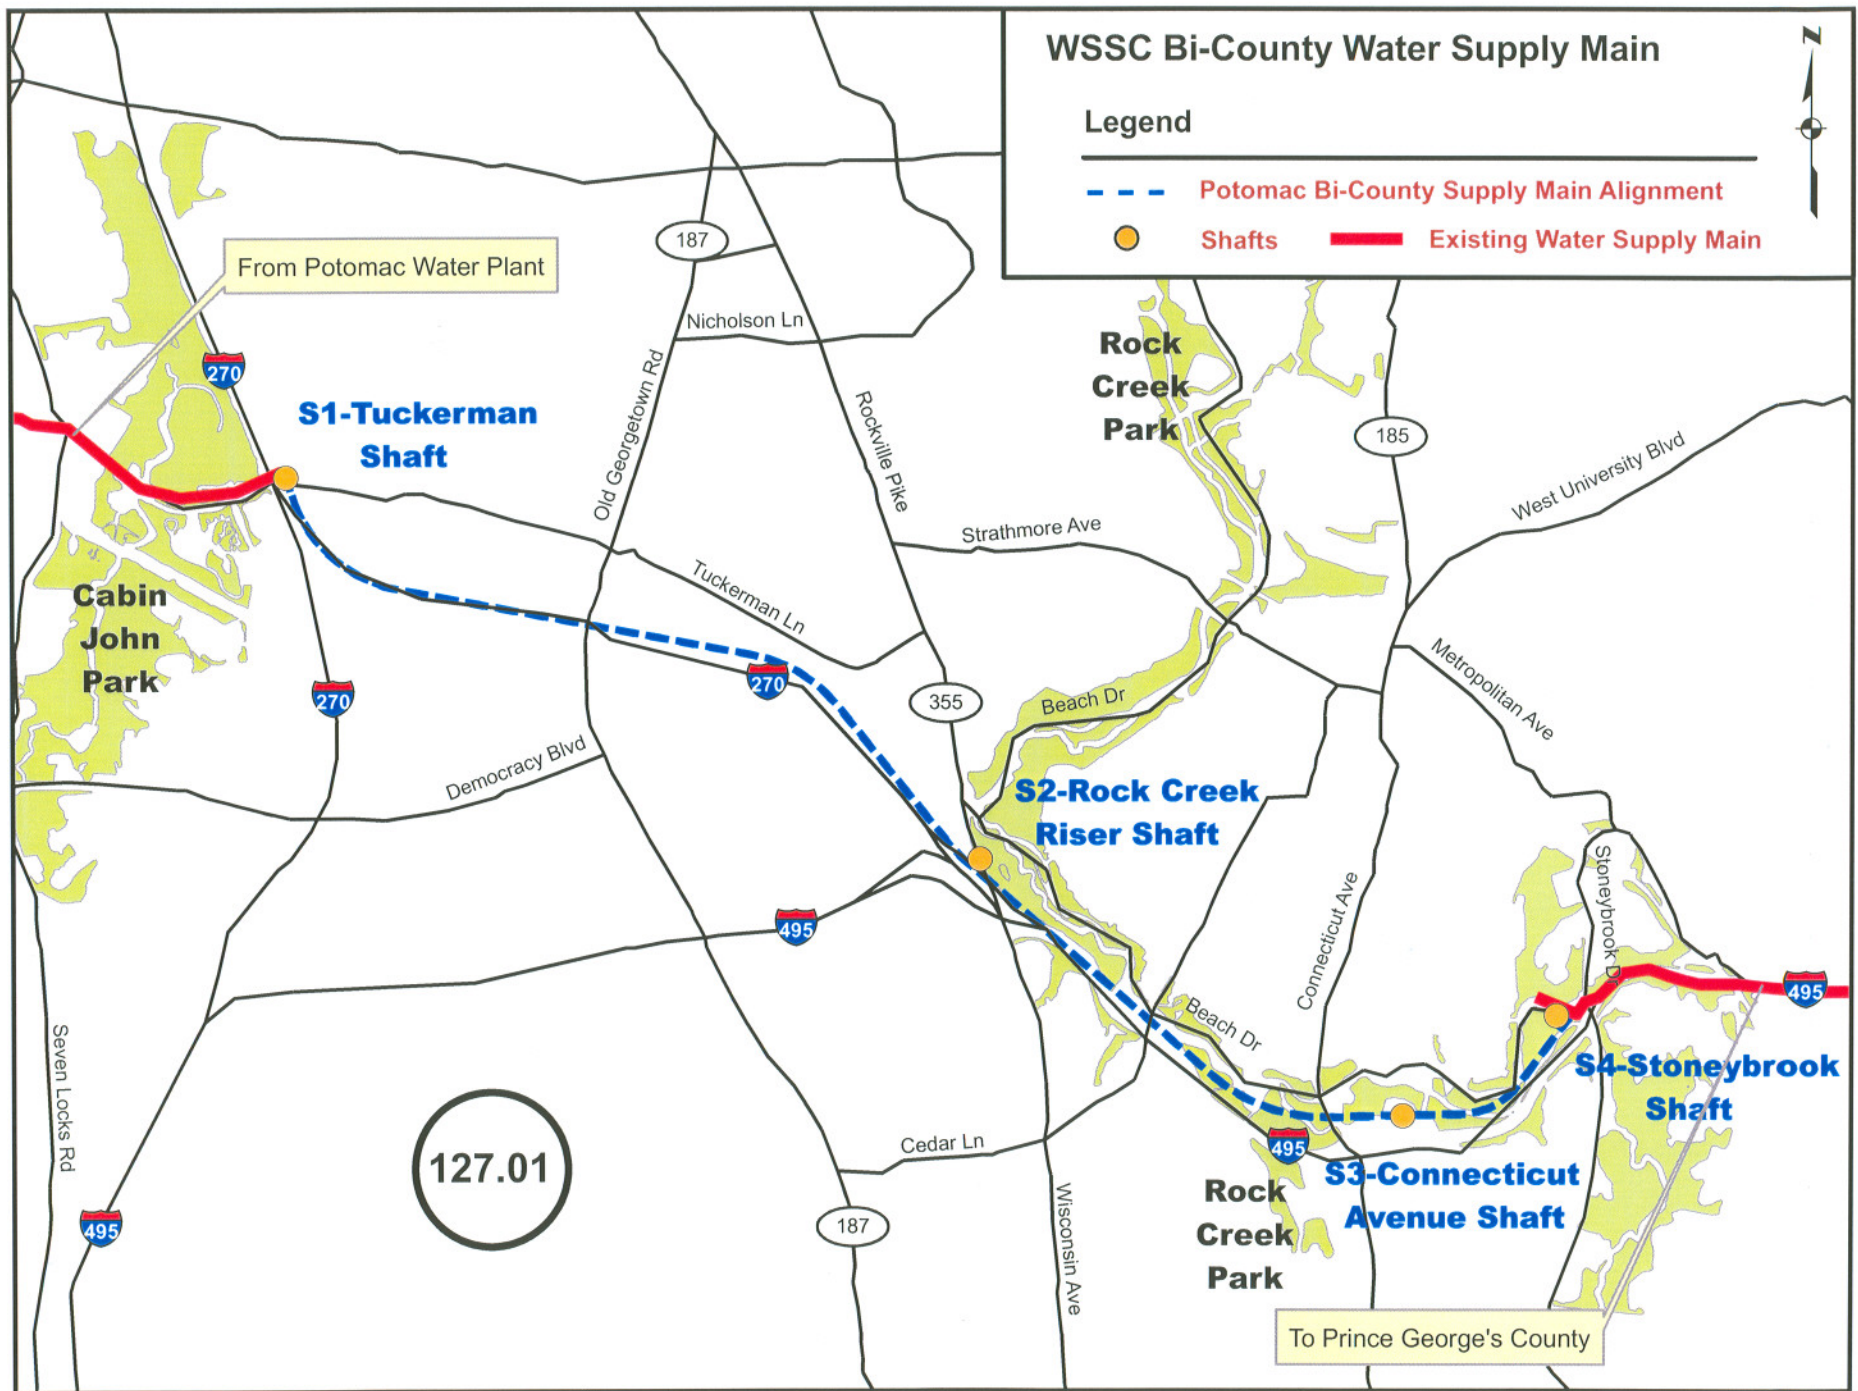 WSSC Bi-County Water Supply Main
N
Legend
Potomac Bi-County Supply Main Alignment
Shafts
Existing Water Supply Main
187
From Potomac Water Plant
Nicholson Ln
Rock
Creek
Park
270
S1-Tuckerman
Shaft
Old Georgetown Rd
Rockville Pike
185
West University Blvd
Strathmore Ave
Tuckerman Ln
Cabin
John
Park
270
270
355
Beach Dr
Metropolitan Ave
Democracy Blvd
S2-Rock Creek
Riser Shaft
Stoneybrook Dr
495
Connecticut Ave
495
Beach Dr
Seven Locks Rd
S4-Stoneybrook
Shaft
127.01
Cedar Ln
495
S3-Connecticut
Avenue Shaft
Rock
Creek
Park
495
187
Wisconsin Ave
To Prince George's County